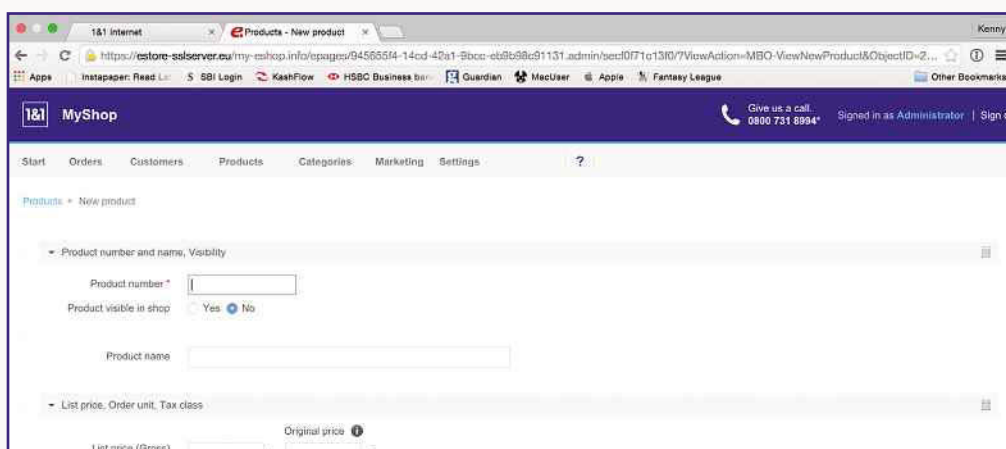 1&1 Internet × Products - New product × Kenny
https://estore-sslserver.eu/my-eshop.info/epages/945655f4-14cd-42a1-9bcc-eb9b98c91131.admin/sec10f71c13f0/?ViewAction=MBO-ViewNewProduct&ObjectID=2...
Apps Instapaper: Read La SBI Login KashFlow HSBC Business ban Guardian MacUser Apple Fantasy League Other Bookmarks
1&1 MyShop Give us a call.
0800 731 8994* Signed in as Administrator | Sign o
Start Orders Customers Products Categories Marketing Settings ?
Products New product
Product number and name, Visibility
Product number *
Product visible in shop Yes No
Product name
List price, Order unit, Tax class
Original price
List price (Gross)